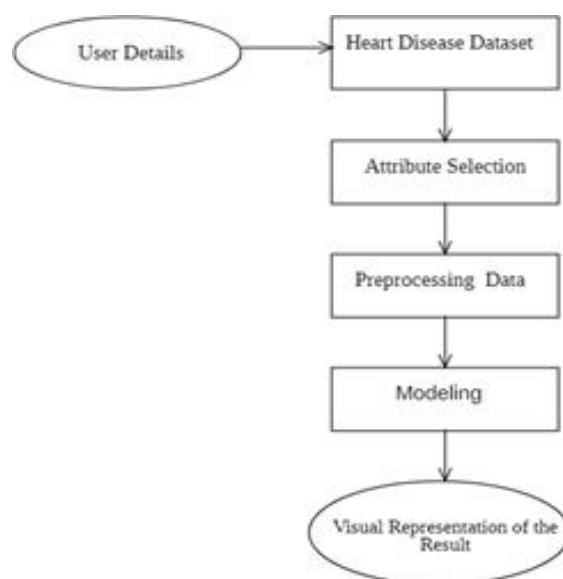 User Details
Heart Disease Dataset
Attribute Selection
Preprocessing Data
Modeling
Visual Representation of the
Result